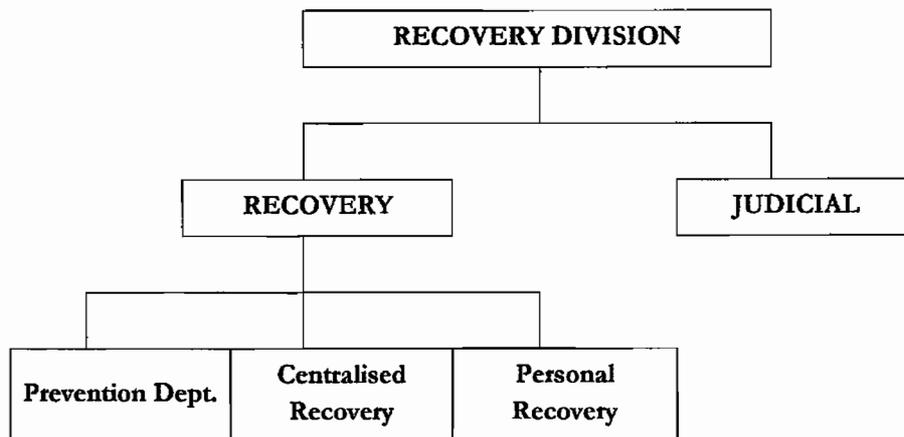 RECOVERY DIVISION
RECOVERY
JUDICIAL
Prevention Dept.
Centralised
Recovery
Personal
Recovery